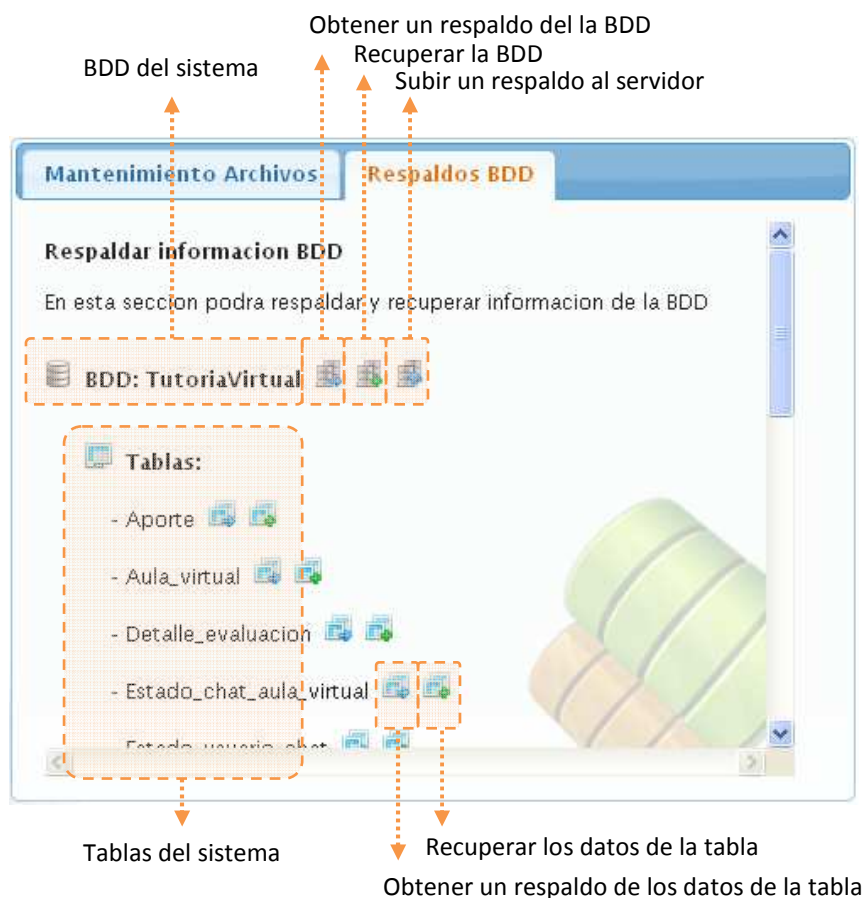 Obtener un respaldo del la BDD
Recuperar la BDD
BDD del sistema
Subir un respaldo al servidor
Mantenimiento Archivos
Respaldos BDD
Respaldar informacion BDD
En esta seccion podra respaldar y recuperar informacion de la BDD
BDD: TutoriaVirtual
Tablas:
- Aporte
- Aula_virtual
- Detalle_evaluacion
- Estado_chat_aula_virtual
- Estado_usuario_chat
Tablas del sistema
Recuperar los datos de la tabla
Obtener un respaldo de los datos de la tabla